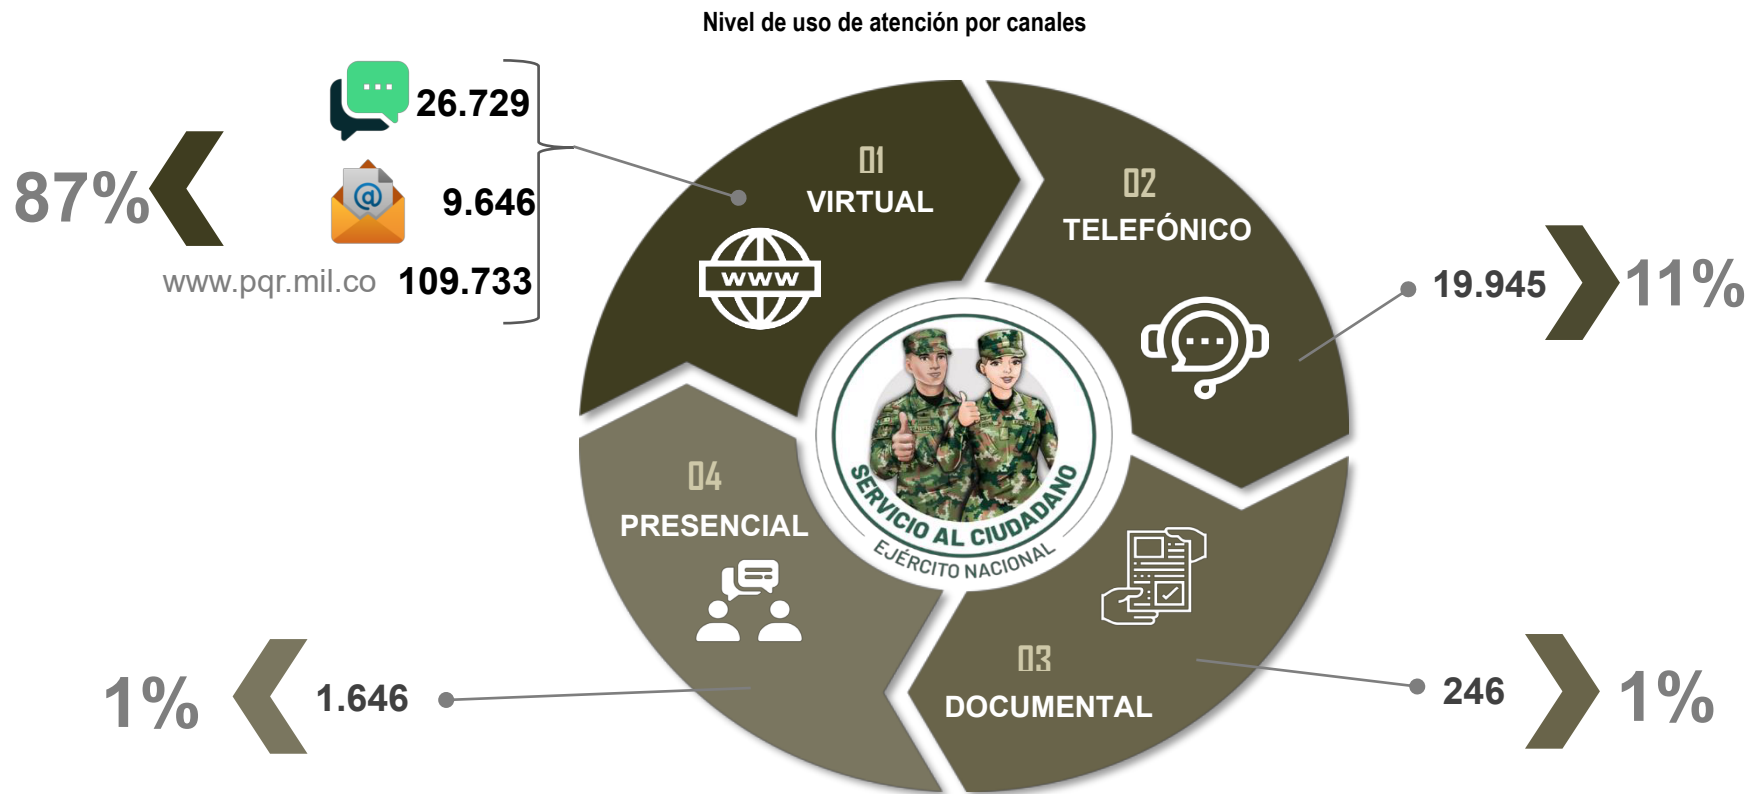 Nivel de uso de atención por canales
26.729
87%
9.646
www.pqr.mil.co 109.733
01
VIRTUAL
www
02
TELEFÓNICO
19.945
11%
04
PRESENCIAL
1.646
1%
03
DOCUMENTAL
246
1%
SERVICIO AL CIUDADANO
EJÉRCITO NACIONAL